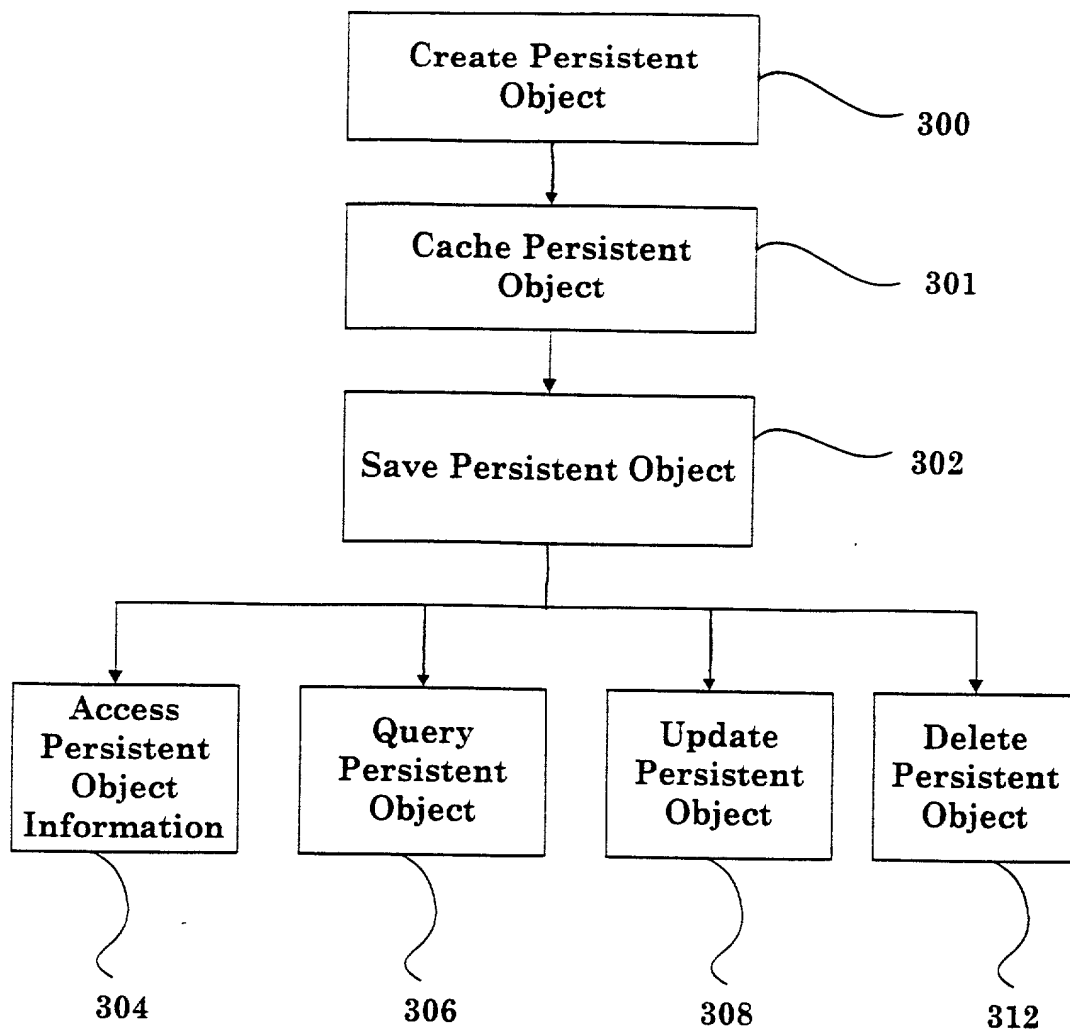 Create Persistent
Object
300
Cache Persistent
Object
301
Save Persistent Object
302
Access
Persistent
Object
Information
Query
Persistent
Object
Update
Persistent
Object
Delete
Persistent
Object
304
306
308
312